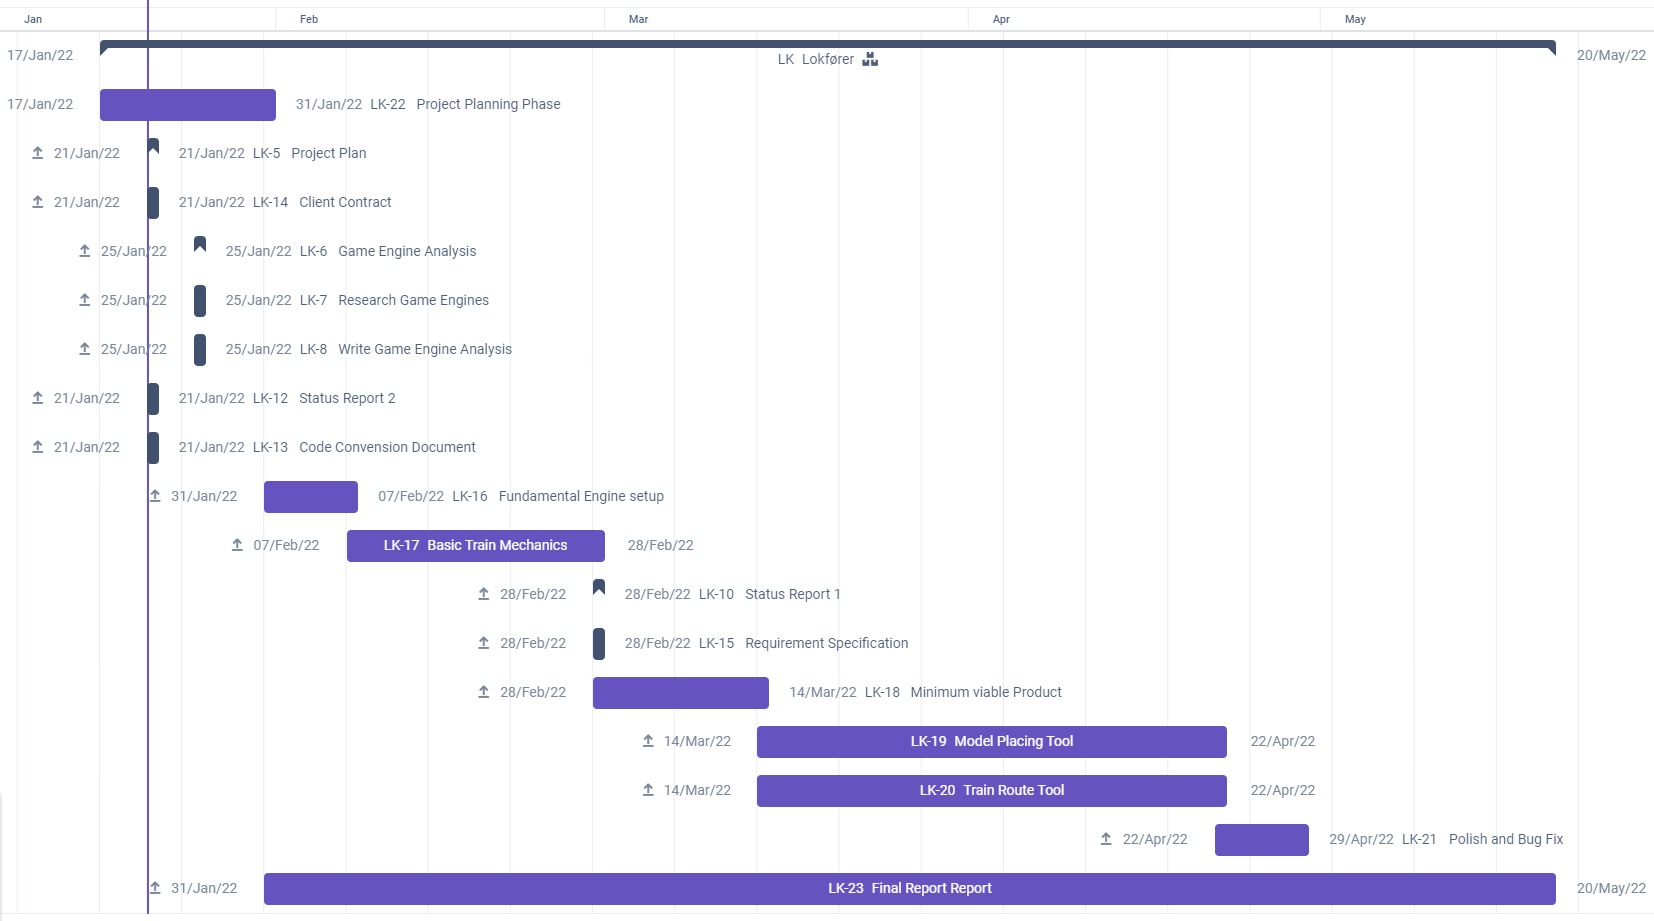 Jan Feb Mar Apr May
17/Jan/22 LK Lokfører 20/May/22
17/Jan/22 31/Jan/22 LK-22 Project Planning Phase
21/Jan/22 21/Jan/22 LK-5 Project Plan
21/Jan/22 21/Jan/22 LK-14 Client Contract
25/Jan/22 25/Jan/22 LK-6 Game Engine Analysis
25/Jan/22 25/Jan/22 LK-7 Research Game Engines
25/Jan/22 25/Jan/22 LK-8 Write Game Engine Analysis
21/Jan/22 21/Jan/22 LK-12 Status Report 2
21/Jan/22 21/Jan/22 LK-13 Code Convension Document
31/Jan/22 07/Feb/22 LK-16 Fundamental Engine setup
07/Feb/22 LK-17 Basic Train Mechanics 28/Feb/22
28/Feb/22 28/Feb/22 LK-10 Status Report 1
28/Feb/22 28/Feb/22 LK-15 Requirement Specification
28/Feb/22 14/Mar/22 LK-18 Minimum viable Product
14/Mar/22 LK-19 Model Placing Tool 22/Apr/22
14/Mar/22 LK-20 Train Route Tool 22/Apr/22
22/Apr/22 29/Apr/22 LK-21 Polish and Bug Fix
31/Jan/22 LK-23 Final Report Report 20/May/22